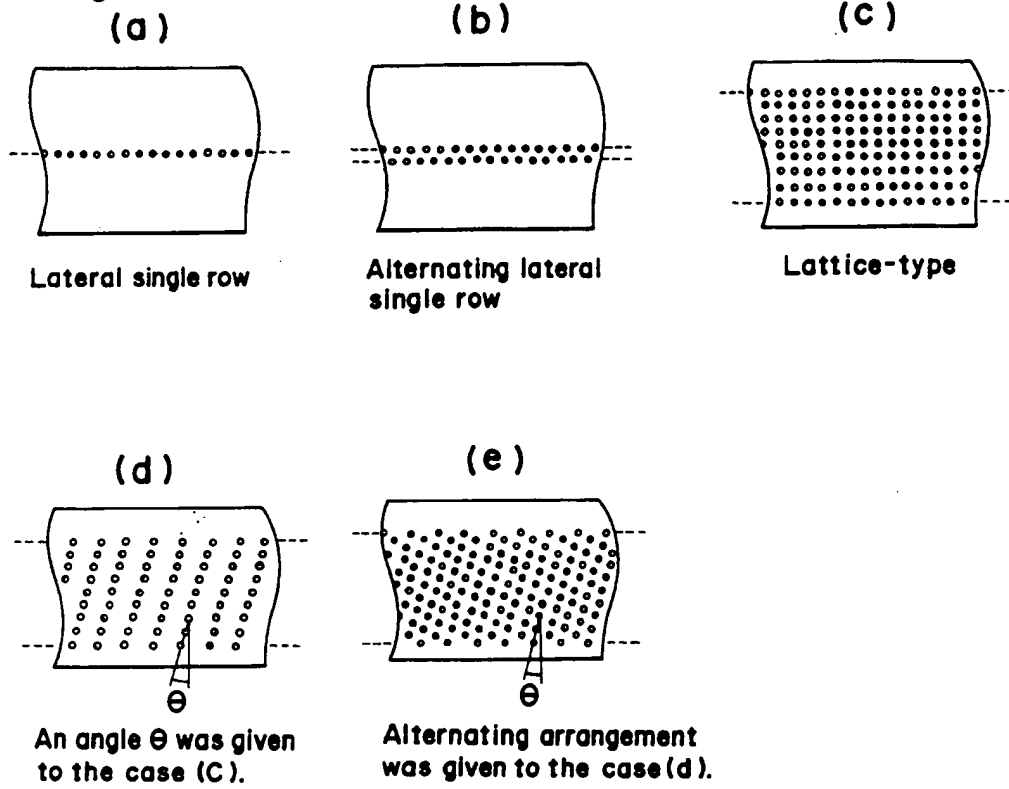 (a)
(b)
(c)
Lateral single row
Alternating lateral
single row
Lattice-type
(d)
(e)
θ
θ
An angle θ was given
to the case (C).
Alternating arrangement
was given to the case (d).